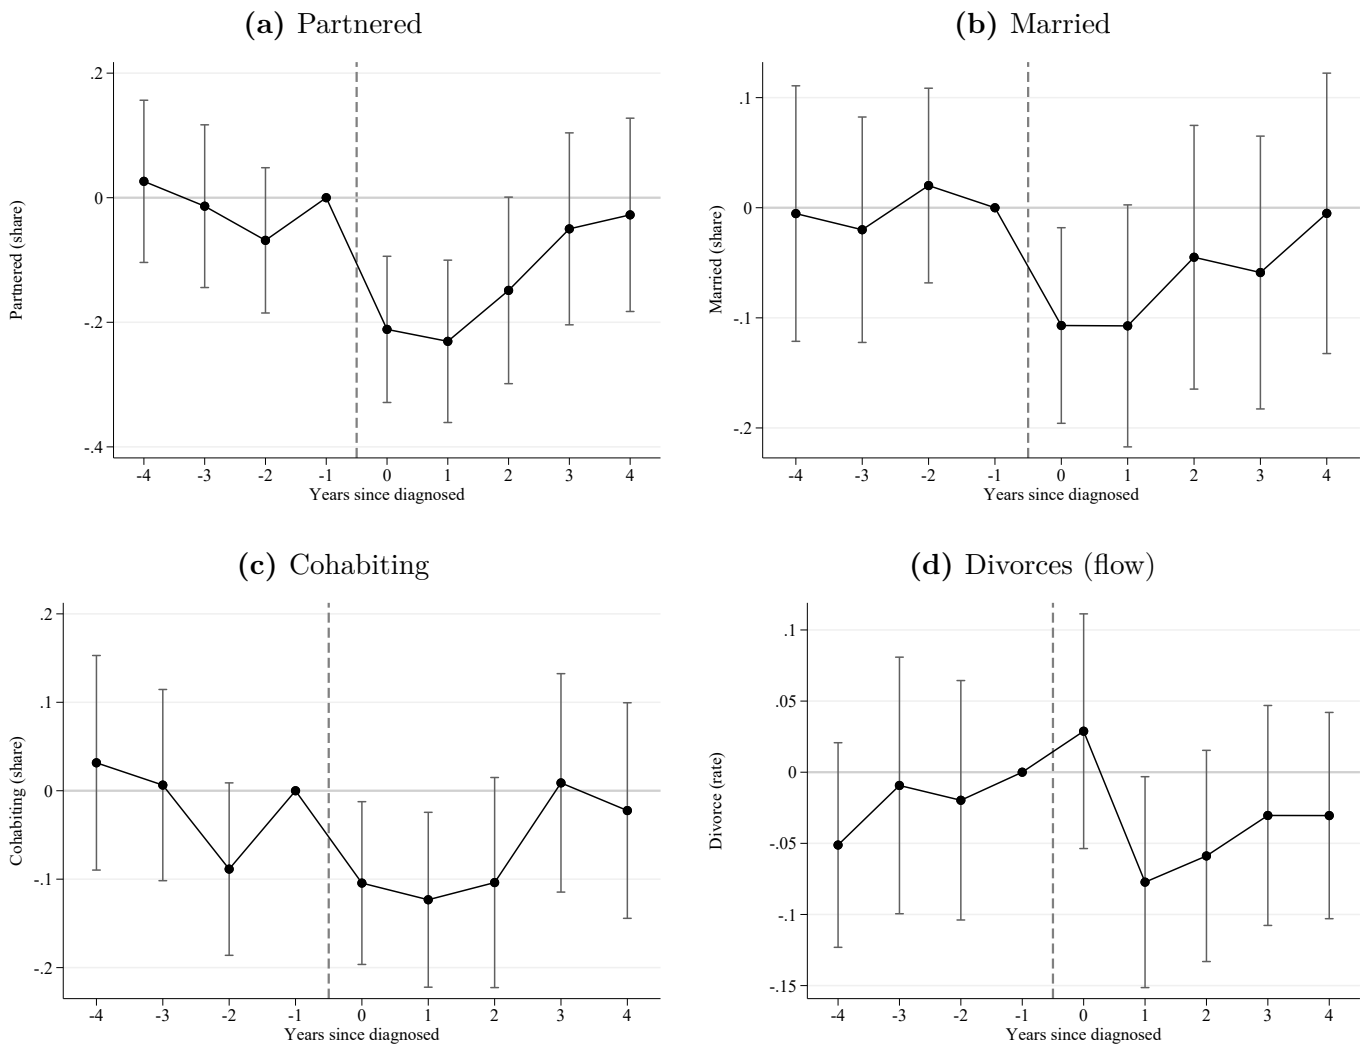 (a) Partnered
.2
0
-.2
-.4
Partnered (share)
-4 -3 -2 -1 0 1 2 3 4
Years since diagnosed
(b) Married
.1
0
-.1
-.2
Married (share)
-4 -3 -2 -1 0 1 2 3 4
Years since diagnosed
(c) Cohabiting
.2
.1
0
-.1
-.2
Cohabiting (share)
-4 -3 -2 -1 0 1 2 3 4
Years since diagnosed
(d) Divorces (flow)
.1
.05
0
-.05
-.1
-.15
Divorce (rate)
-4 -3 -2 -1 0 1 2 3 4
Years since diagnosed